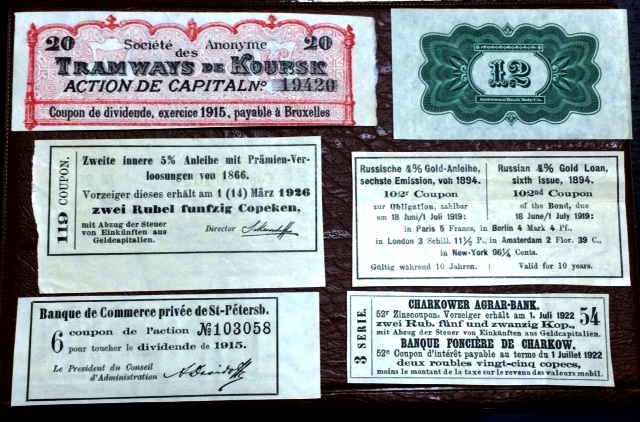 20 Société Anonyme 20
des
TRAMWAYS DE KOURSK
ACTION DE CAPITAL No 19420
Coupon de dividende, exercice 1915, payable à Bruxelles
12
American Bank Note Co.
119 COUPON.
Zweite innere 5% Anleihe mit Prämien-Ver-
loosungen von 1866.
Vorzeiger dieses erhält am 1 (14) März 1926
zwei Rubel funfzig Copeken,
mit Abzug der Steuer
von Einkünften aus
Geldcapitalien.
Director
Russische 4% Gold-Anleihe,
sechste Emission, von 1894.
102r Coupon
zur Obligation, zahlbar
am 18 Juni/1 Juli 1919:
Russian 4% Gold Loan,
sixth issue, 1894.
102nd Coupon
of the Bond, due
18 June/1 July 1919:
in Paris 5 Francs, in Berlin 4 Mark 4 Pf.,
in London 3 Schill. 11½ P., in Amsterdam 2 Flor. 39 C.,
in New-York 96¼ Cents.
Gültig während 10 Jahren. Valid for 10 years.
Banque de Commerce privée de St-Pétersb.
6 coupon de l'action No103058
pour toucher le dividende de 1915.
Le Président du Conseil
d'Administration
3 SERIE.
CHARKOWER AGRAR-BANK.
54
52r Zinscoupon. Vorzeiger erhält am 1. Juli 1922
zwei Rub. fünf und zwanzig Kop.,
mit Abzug der Steuer von Einkünften aus Geldcapitalien.
BANQUE FONCIÈRE DE CHARKOW.
52e Coupon d'intérêt payable au terme du 1 Juillet 1922
deux roubles vingt-cinq copecs,
moins le montant de la taxe sur le revenu des valeurs mobil.